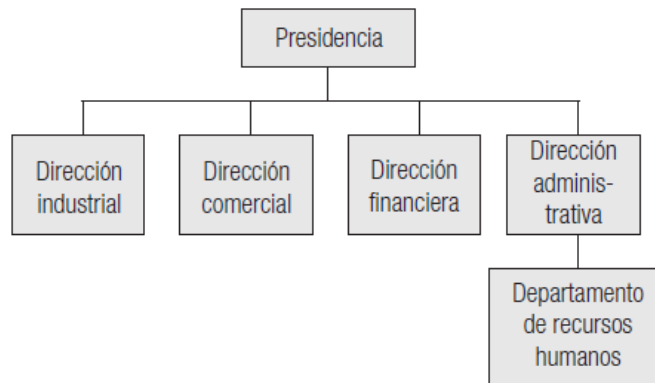 Presidencia
Dirección
industrial
Dirección
comercial
Dirección
financiera
Dirección
adminis-
trativa
Departamento
de recursos
humanos